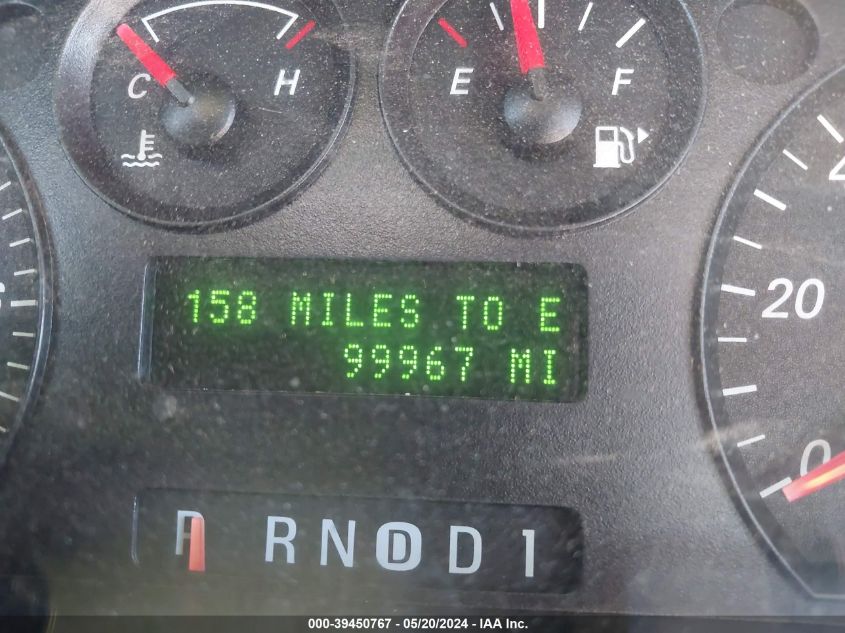 C H
E F
158 MILES TO E
99967 MI
20
0
P R N D D 1
000-39450767 - 05/20/2024 - IAA Inc.